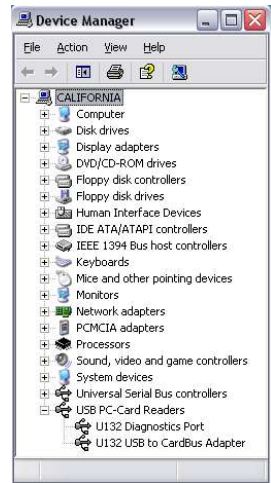 Device Manager
File Action View Help
CALIFORNIA
Computer
Disk drives
Display adapters
DVD/CD-ROM drives
Floppy disk controllers
Floppy disk drives
Human Interface Devices
IDE ATA/ATAPI controllers
IEEE 1394 Bus host controllers
Keyboards
Mice and other pointing devices
Monitors
Network adapters
PCMCIA adapters
Processors
Sound, video and game controllers
System devices
Universal Serial Bus controllers
USB PC-Card Readers
U132 Diagnostics Port
U132 USB to CardBus Adapter